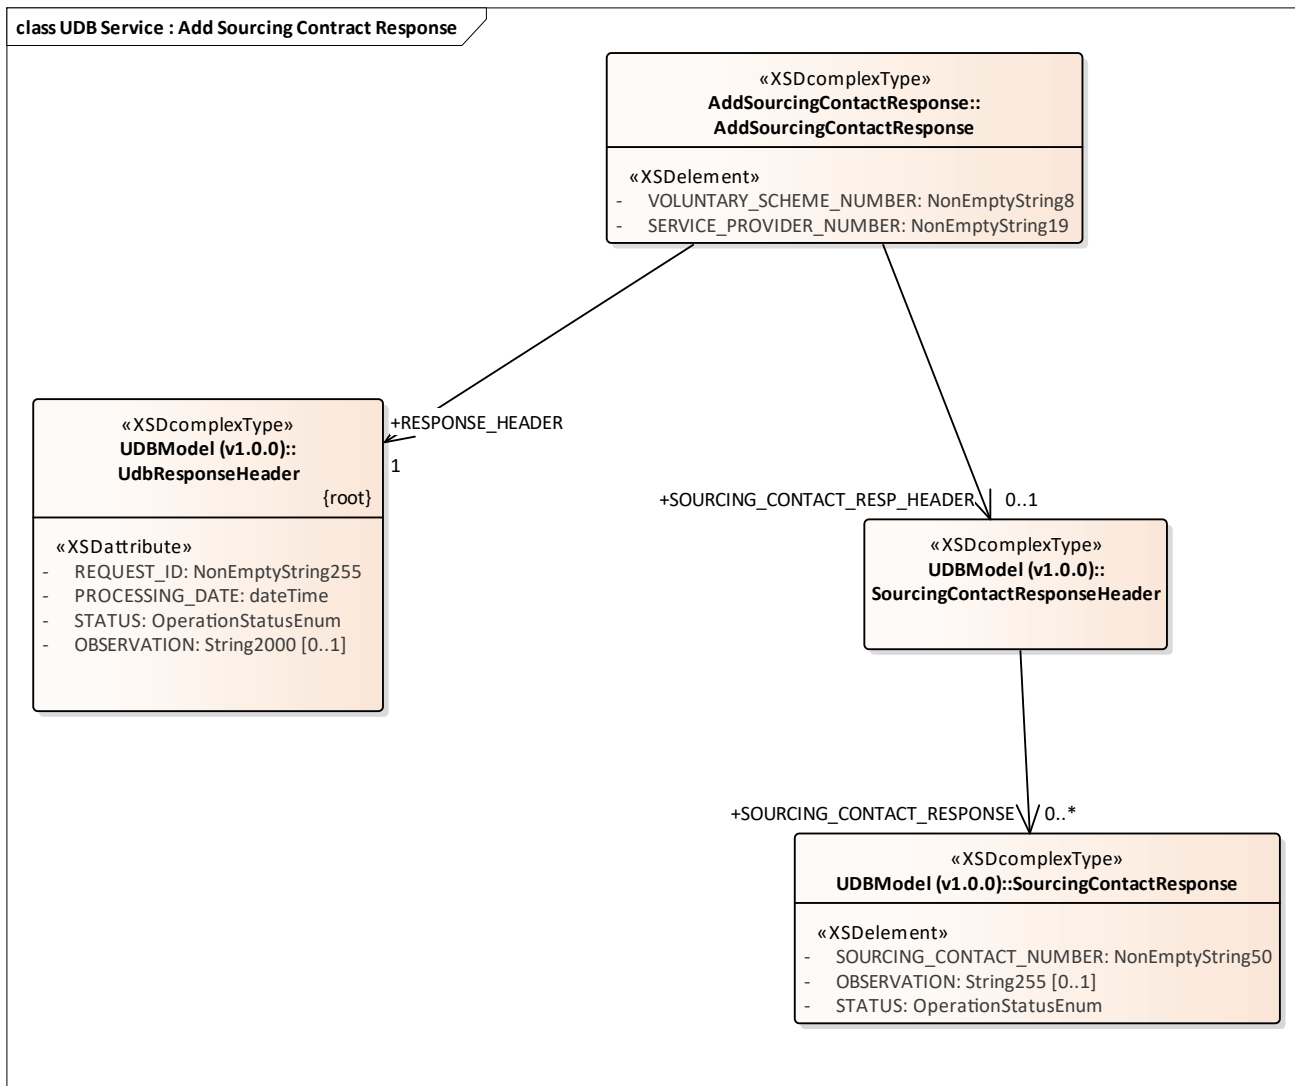 class UDB Service : Add Sourcing Contract Response
«XSDcomplexType»
AddSourcingContactResponse::
AddSourcingContactResponse
«XSDelement»
- VOLUNTARY_SCHEME_NUMBER: NonEmptyString8
- SERVICE_PROVIDER_NUMBER: NonEmptyString19
+RESPONSE_HEADER
1
«XSDcomplexType»
UDBModel (v1.0.0)::
UdbResponseHeader
{root}
«XSDattribute»
- REQUEST_ID: NonEmptyString255
- PROCESSING_DATE: dateTime
- STATUS: OperationStatusEnum
- OBSERVATION: String2000 [0..1]
+SOURCING_CONTACT_RESP_HEADER 0..1
«XSDcomplexType»
UDBModel (v1.0.0)::
SourcingContactResponseHeader
+SOURCING_CONTACT_RESPONSE 0..*
«XSDcomplexType»
UDBModel (v1.0.0)::SourcingContactResponse
«XSDelement»
- SOURCING_CONTACT_NUMBER: NonEmptyString50
- OBSERVATION: String255 [0..1]
- STATUS: OperationStatusEnum